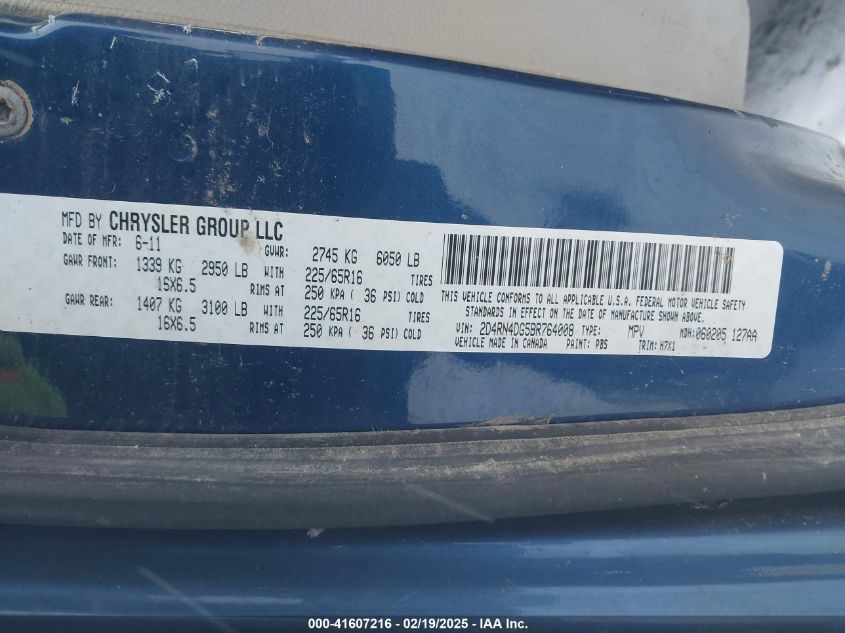 MFD BY CHRYSLER GROUP LLC
DATE OF MFR: 6-11 GVWR: 2745 KG 6050 LB
GAWR FRONT: 1339 KG 2950 LB WITH 225/65R16 TIRES
16X6.5 RIMS AT 250 KPA ( 36 PSI) COLD
GAWR REAR: 1407 KG 3100 LB WITH 225/65R16 TIRES
16X6.5 RIMS AT 250 KPA ( 36 PSI) COLD
THIS VEHICLE CONFORMS TO ALL APPLICABLE U.S.A. FEDERAL MOTOR VEHICLE SAFETY
STANDARDS IN EFFECT ON THE DATE OF MANUFACTURE SHOWN ABOVE.
VIN: 2D4RN4DG5BR764008 TYPE: MPV MDH:060205 127AA
VEHICLE MADE IN CANADA PAINT: PBS TRIM: H7X1
000-41607216 - 02/19/2025 - IAA Inc.